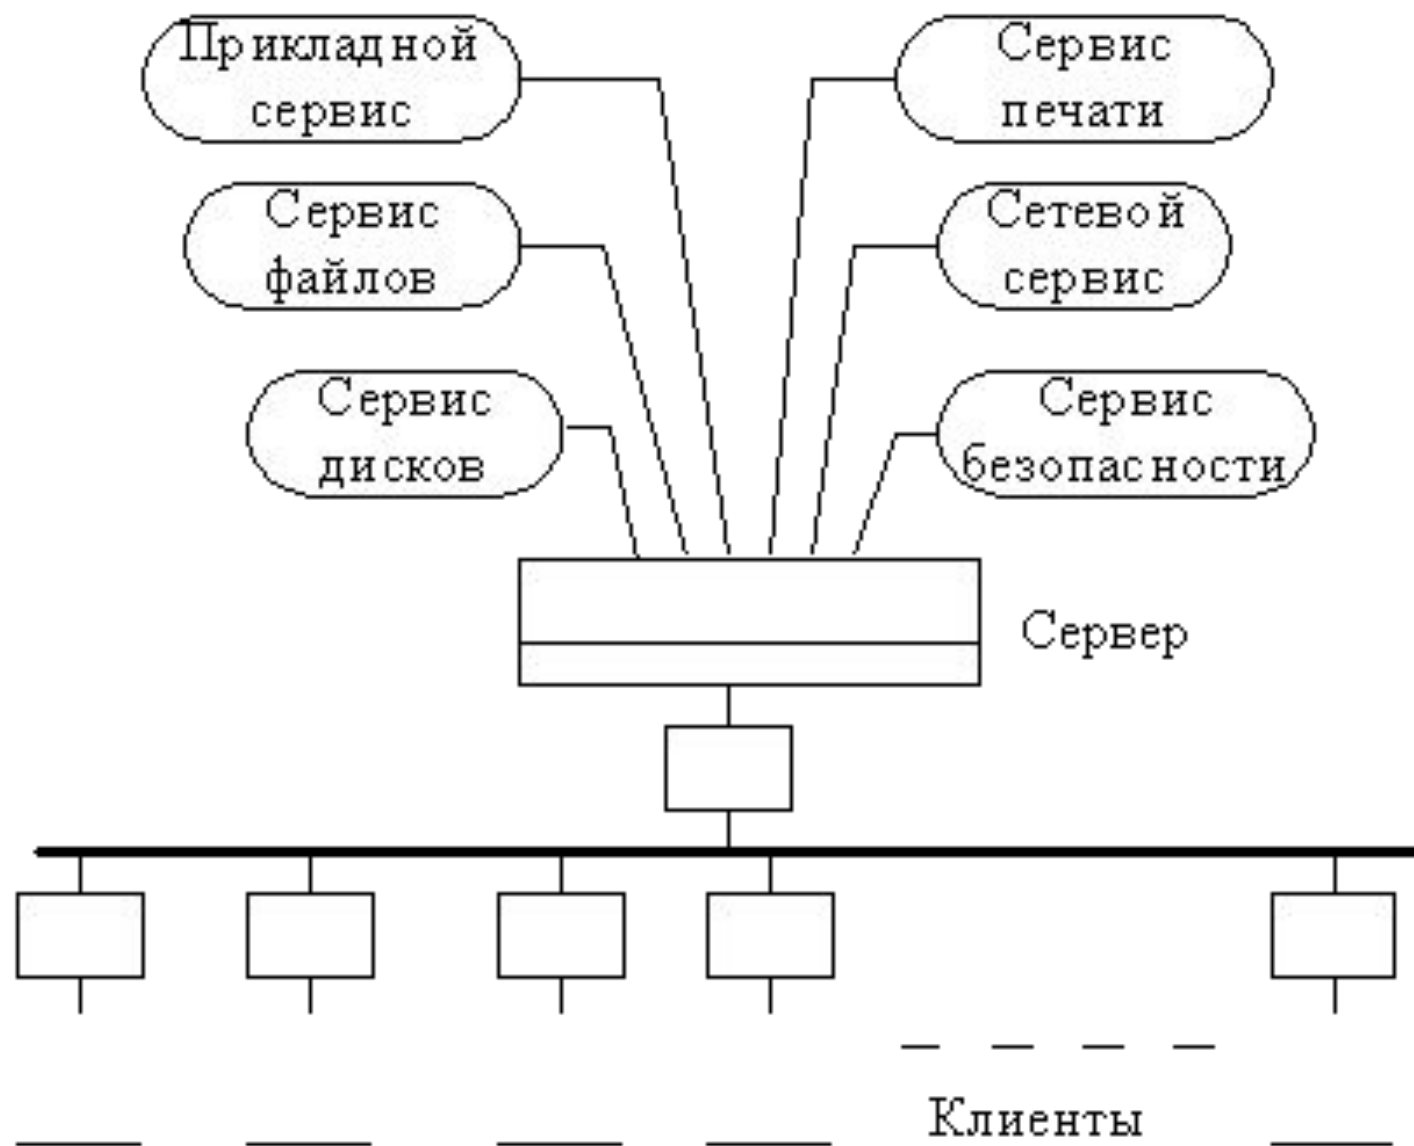 Прикладной
сервис
Сервис
печати
Сервис
файлов
Сетевой
сервис
Сервис
дисков
Сервис
безопасности
Сервер
Клиенты